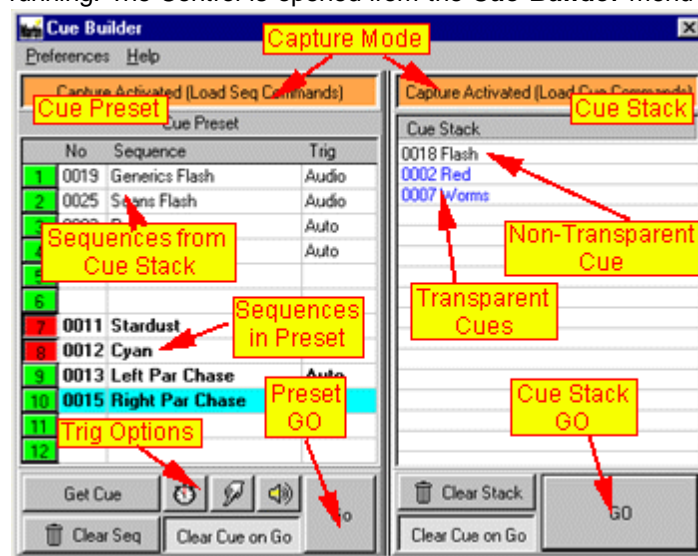 running. The Control is opened from the Cue Builder menu
Cue Builder
Capture Mode
Preferences Help
Capture Activated (Load Seq Commands)
Capture Activated (Load Cue Commands)
Cue Preset
Cue Stack
Cue Preset
Cue Stack
No Sequence Trig
0018 Flash
1 0019 Generics Flash Audio
0002 Red
2 0025 Scans Flash Audio
0007 Worms
Auto
Auto
Sequences from
Cue Stack
Non-Transparent
Cue
6
Transparent
Cues
Sequences
in Preset
7 0011 Stardust
8 0012 Cyan
9 0013 Left Par Chase Auto
10 0015 Right Par Chase
Preset
GO
Cue Stack
GO
11
Trig Options
12
Get Cue
Clear Stack
GO
Clear Seq Clear Cue on Go
Clear Cue on Go